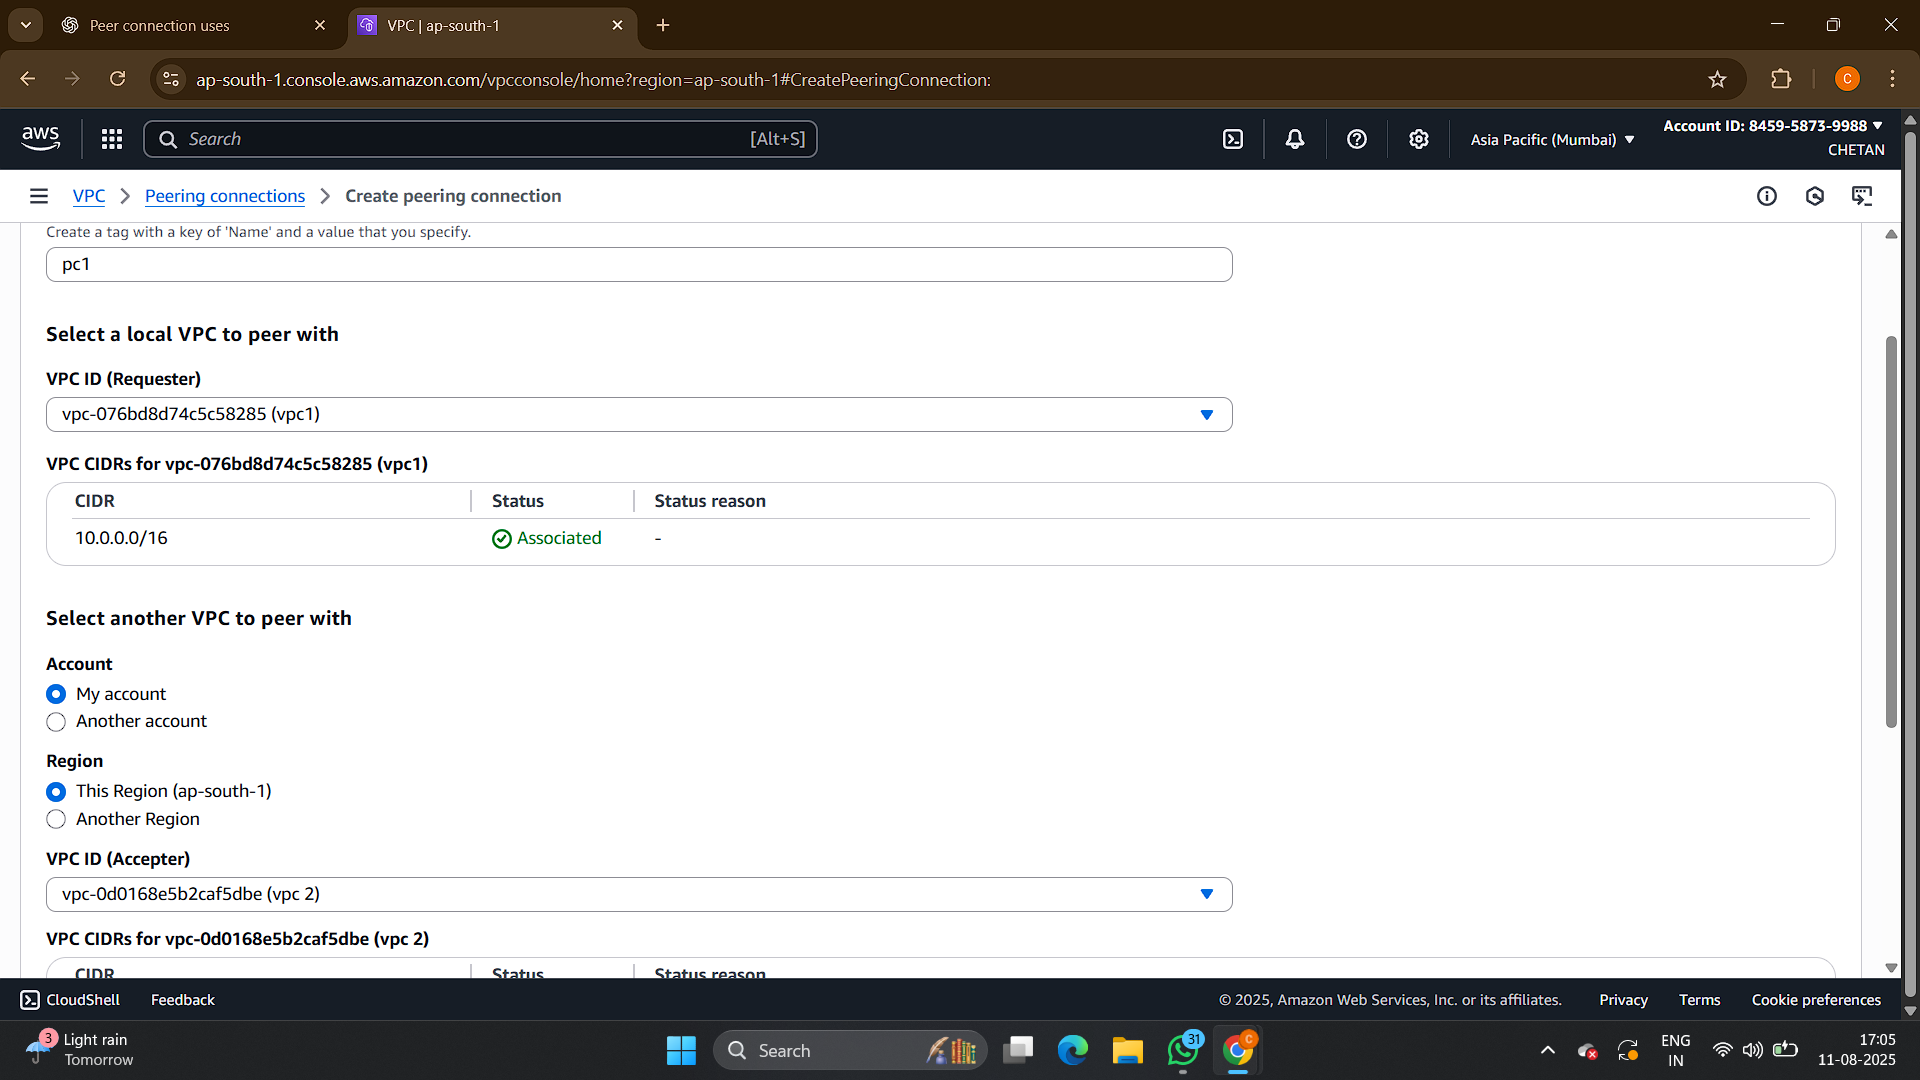 Peer connection uses
VPC | ap-south-1
ap-south-1.console.aws.amazon.com/vpcconsole/home?region=ap-south-1#CreatePeeringConnection:
C
aws
Search
[Alt+S]
Asia Pacific (Mumbai)
Account ID: 8459-5873-9988
CHETAN
VPC
Peering connections
Create peering connection
Create a tag with a key of 'Name' and a value that you specify.
pc1
Select a local VPC to peer with
VPC ID (Requester)
vpc-076bd8d74c5c58285 (vpc1)
VPC CIDRs for vpc-076bd8d74c5c58285 (vpc1)
CIDR Status Status reason
10.0.0.0/16 Associated -
Select another VPC to peer with
Account
My account
Another account
Region
This Region (ap-south-1)
Another Region
VPC ID (Accepter)
vpc-0d0168e5b2caf5dbe (vpc 2)
VPC CIDRs for vpc-0d0168e5b2caf5dbe (vpc 2)
CIDR Status Status reason
CloudShell
Feedback
© 2025, Amazon Web Services, Inc. or its affiliates.
Privacy
Terms
Cookie preferences
3
Light rain
Tomorrow
Search
31
C
ENG
IN
17:05
11-08-2025